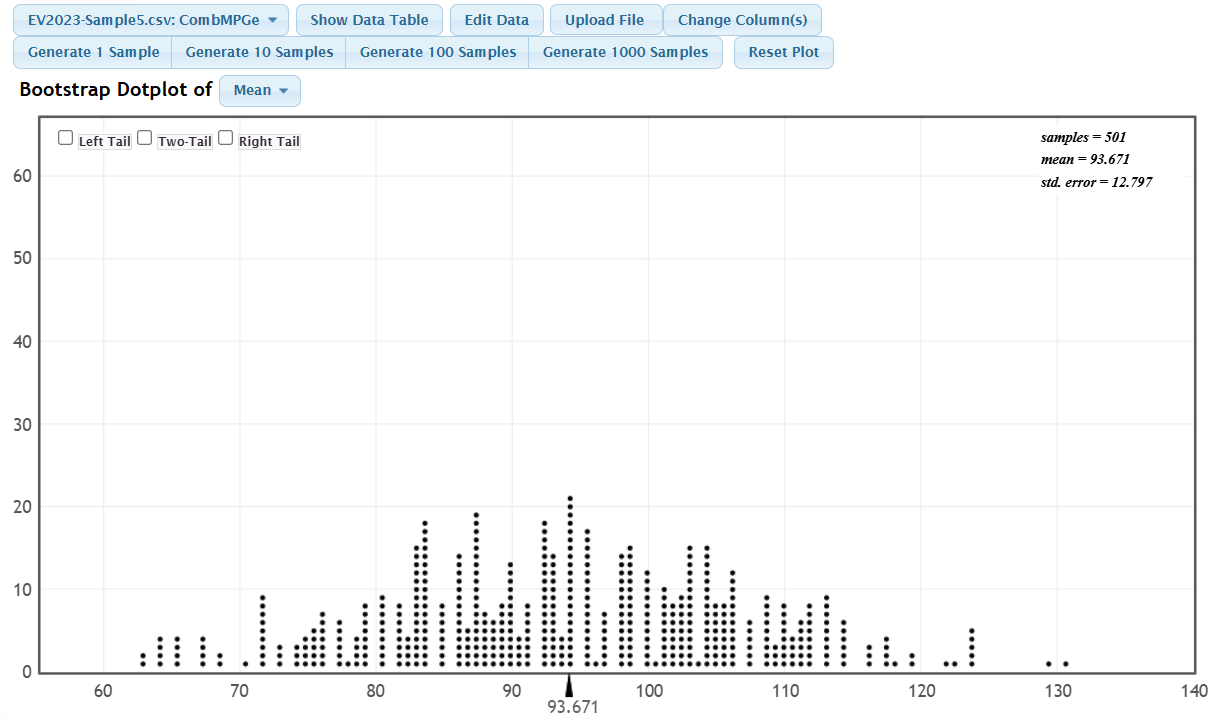 EV2023-Sample5.csv: CombMPGe Show Data Table Edit Data Upload File Change Column(s)
Generate 1 Sample Generate 10 Samples Generate 100 Samples Generate 1000 Samples Reset Plot
Bootstrap Dotplot of Mean
Left Tail Two-Tail Right Tail
samples = 501
mean = 93.671
std. error = 12.797
60
50
40
30
20
10
0
60 70 80 90 100 110 120 130 140
93.671